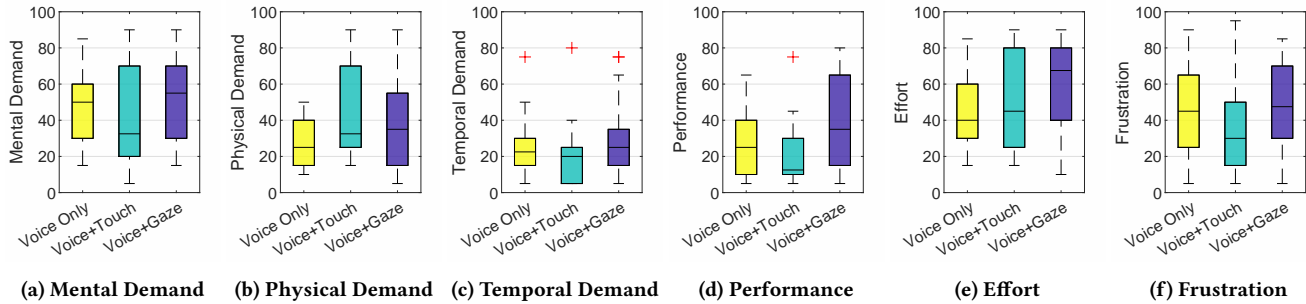 Mental Demand
100
80
60
40
20
0
Voice Only
Voice+Touch
Voice+Gaze
(a) Mental Demand
Physical Demand
100
80
60
40
20
0
Voice Only
Voice+Touch
Voice+Gaze
(b) Physical Demand
Temporal Demand
100
80
60
40
20
0
Voice Only
Voice+Touch
Voice+Gaze
(c) Temporal Demand
Performance
100
80
60
40
20
0
Voice Only
Voice+Touch
Voice+Gaze
(d) Performance
Effort
100
80
60
40
20
0
Voice Only
Voice+Touch
Voice+Gaze
(e) Effort
Frustration
100
80
60
40
20
0
Voice Only
Voice+Touch
Voice+Gaze
(f) Frustration